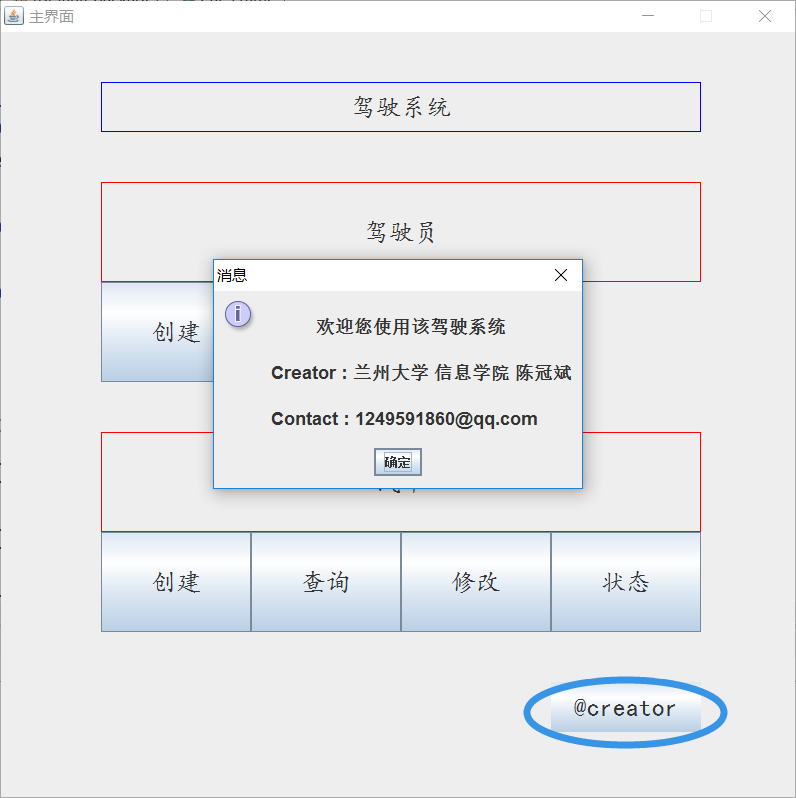 主界面
驾驶系统
驾驶员
创建
消息
欢迎您使用该驾驶系统
Creator : 兰州大学 信息学院 陈冠斌
Contact : 1249591860@qq.com
确定
创建
查询
修改
状态
@creator